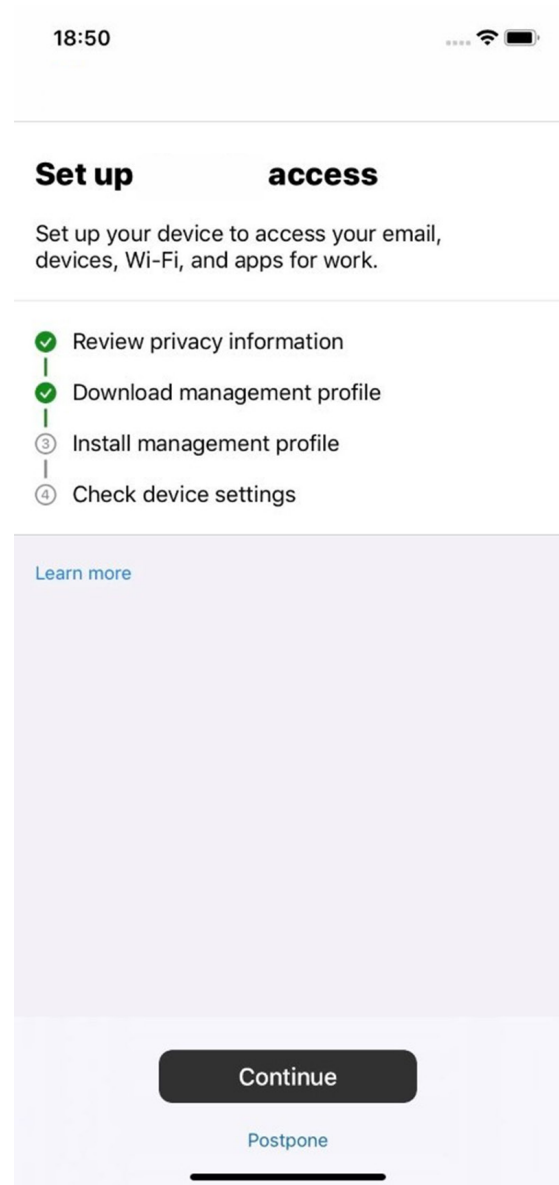 18:50
Set up access
Set up your device to access your email,
devices, Wi-Fi, and apps for work.
Review privacy information
Download management profile
3 Install management profile
4 Check device settings
Learn more
Continue
Postpone